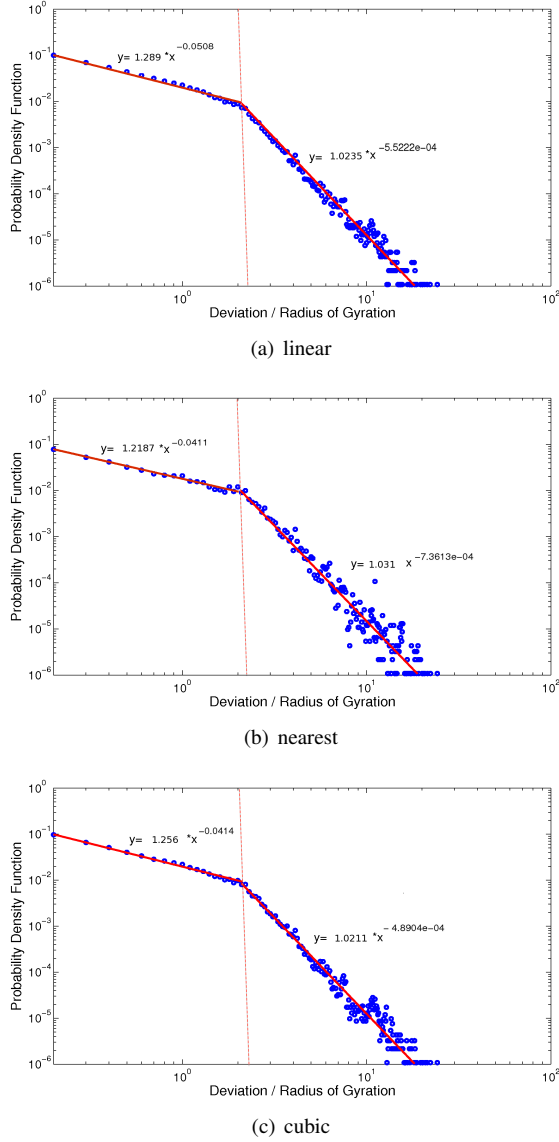 10^0
10^-1
10^-2
10^-3
10^-4
10^-5
10^-6
Probability Density Function
y= 1.289 *x^-0.0508
y= 1.0235 *x^-5.5222e-04
10^0 10^1 10^2
Deviation / Radius of Gyration
(a) linear
10^0
10^-1
10^-2
10^-3
10^-4
10^-5
10^-6
Probability Density Function
y= 1.2187 *x^-0.0411
y= 1.031 x^-7.3613e-04
10^0 10^1 10^2
Deviation / Radius of Gyration
(b) nearest
10^0
10^-1
10^-2
10^-3
10^-4
10^-5
10^-6
Probability Density Function
y= 1.256 *x^-0.0414
y= 1.0211 *x^- 4.8904e-04
10^0 10^1 10^2
Deviation / Radius of Gyration
(c) cubic